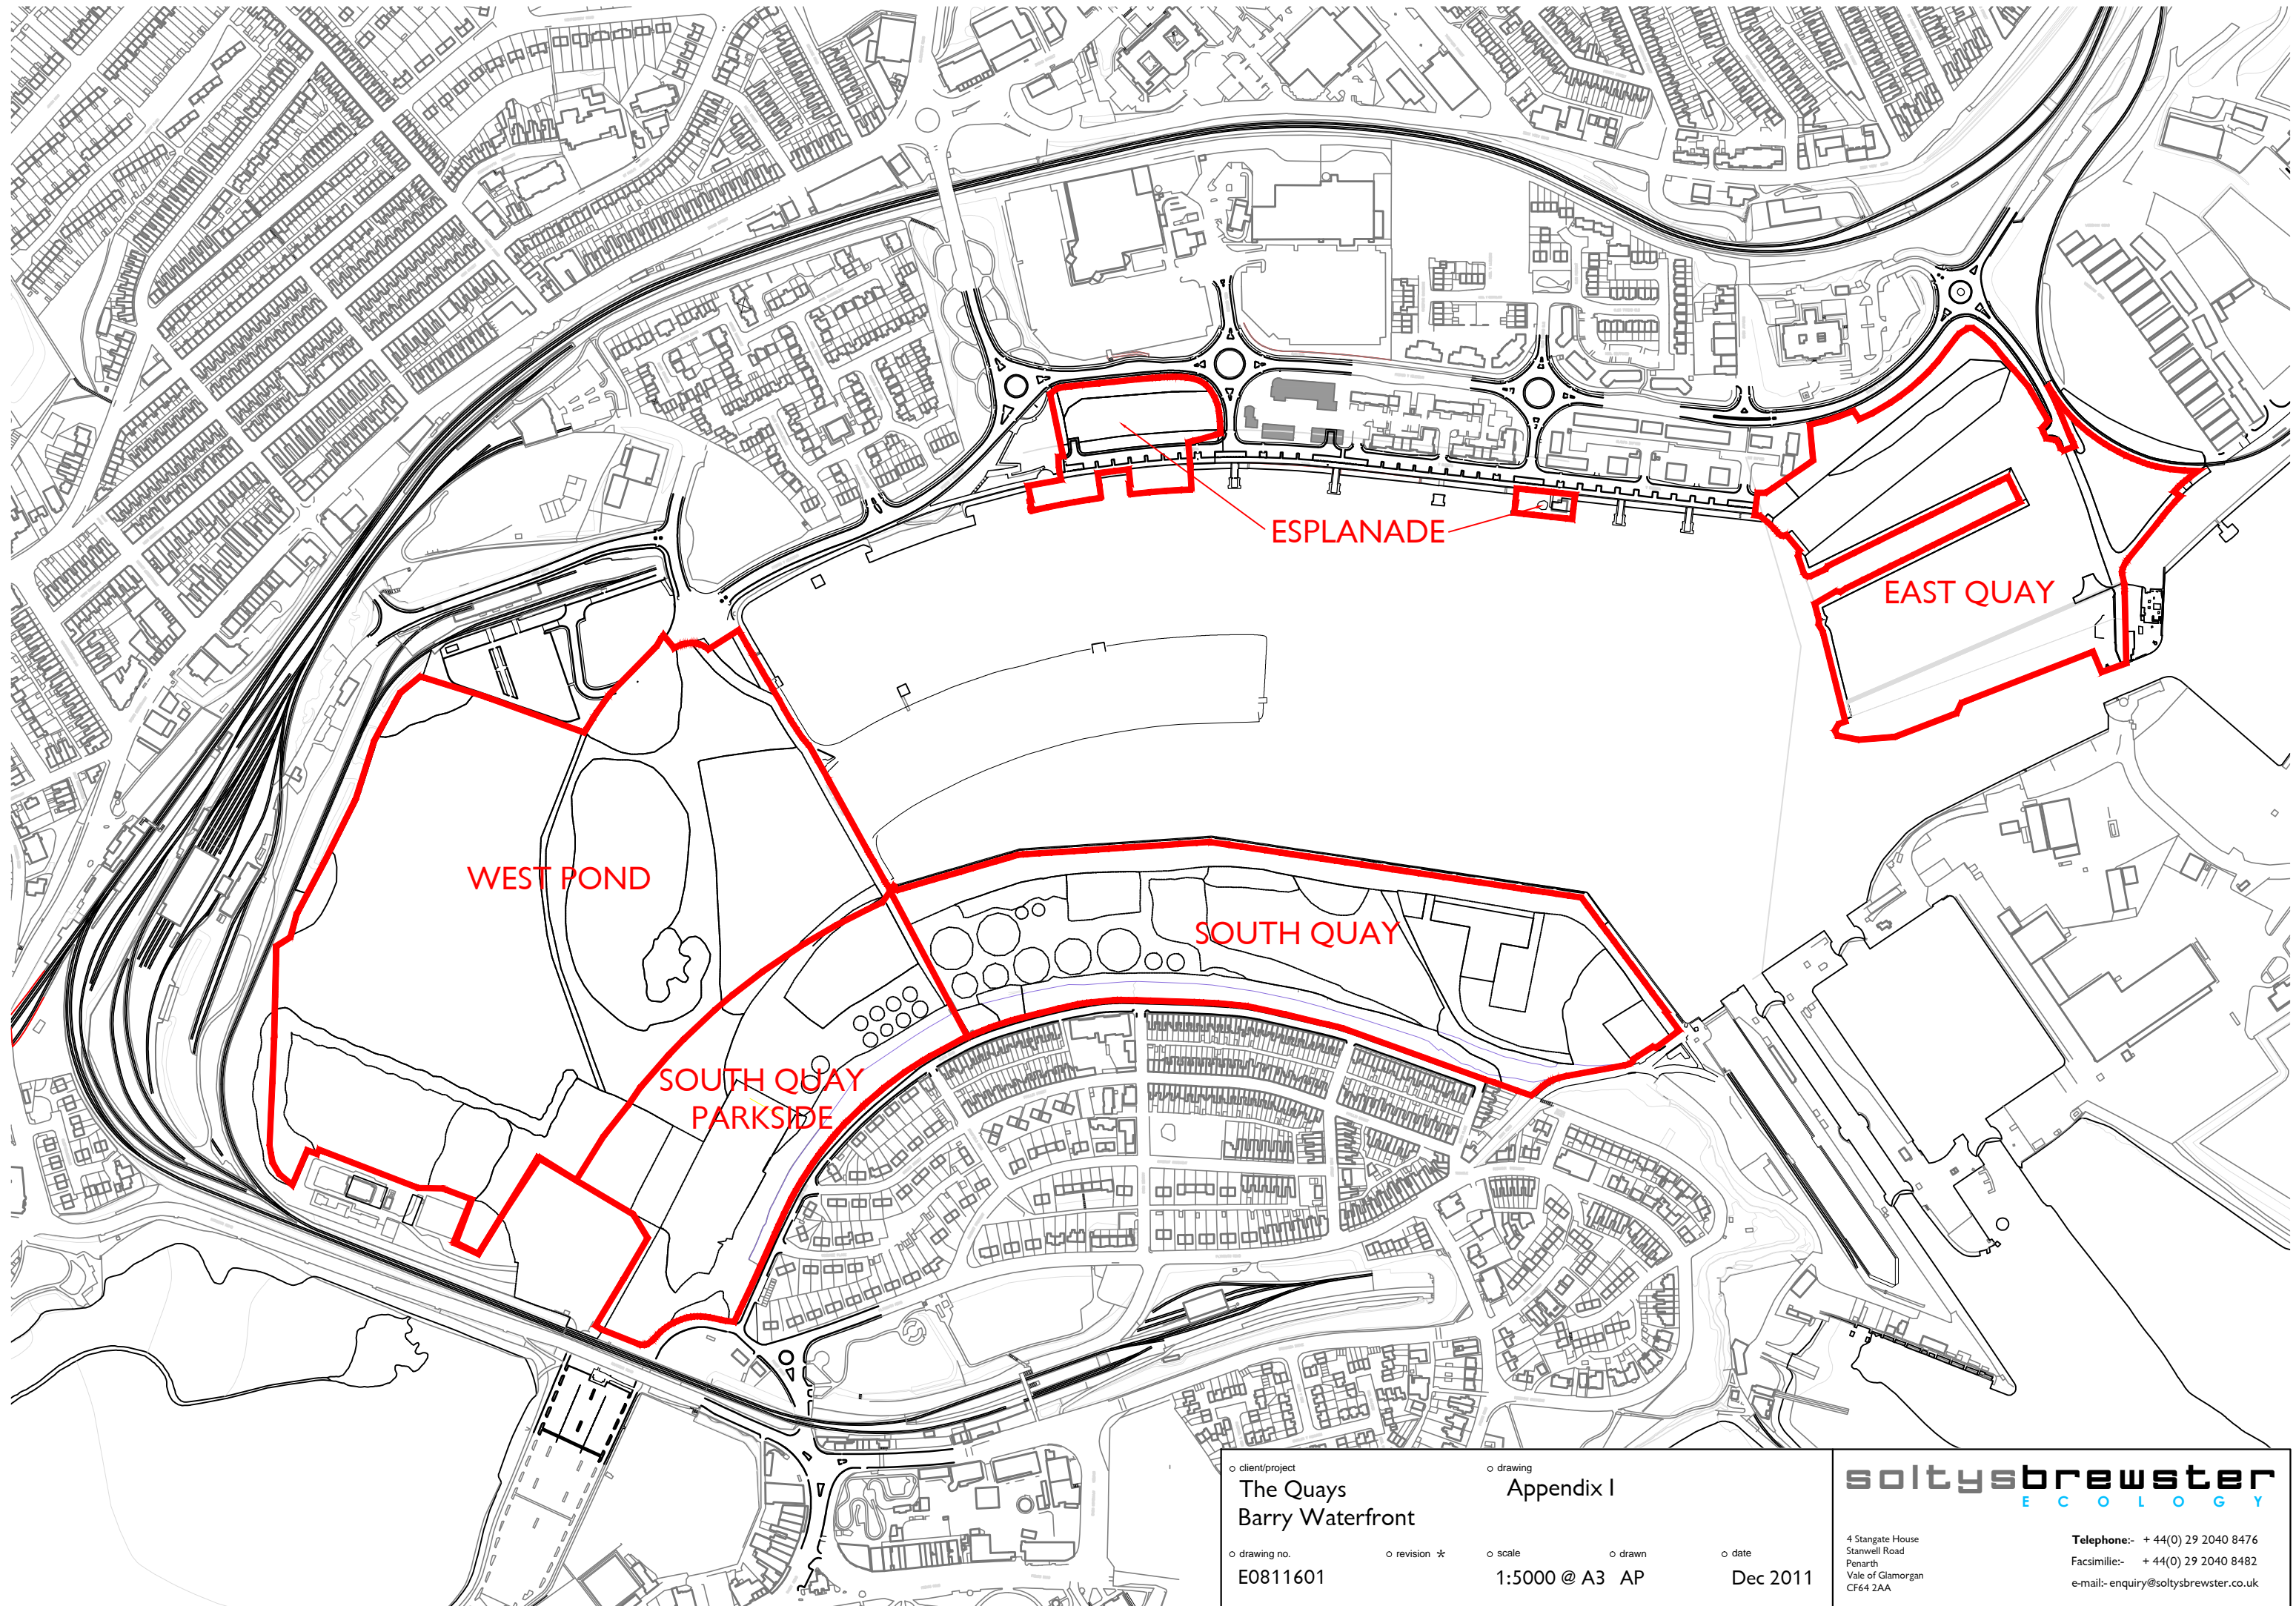 ESPLANADE
EAST QUAY
WEST POND
SOUTH QUAY
SOUTH QUAY
PARKSIDE
client/project
The Quays
Barry Waterfront
drawing
Appendix I
drawing no.
E0811601
revision *
scale
1:5000 @ A3
drawn
AP
date
Dec 2011
soltysbrewster
ECOLOGY
4 Stangate House
Stanwell Road
Penarth
Vale of Glamorgan
CF64 2AA
Telephone:- + 44(0) 29 2040 8476
Facsimilie:- + 44(0) 29 2040 8482
e-mail:- enquiry@soltysbrewster.co.uk